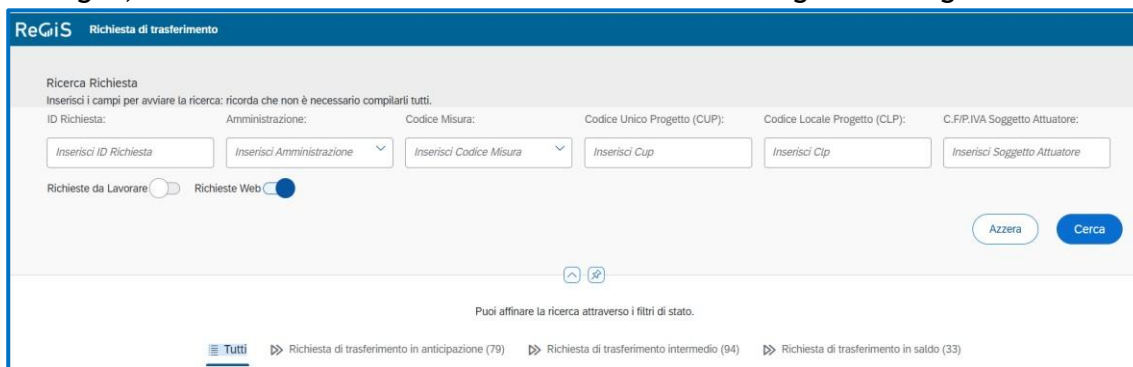 ReGiS Richiesta di trasferimento
Ricerca Richiesta
Inserisci i campi per avviare la ricerca: ricorda che non è necessario compilarli tutti.
ID Richiesta: Amministrazione: Codice Misura: Codice Unico Progetto (CUP): Codice Locale Progetto (CLP): C.F/P.IVA Soggetto Attuatore:
Inserisci ID Richiesta Inserisci Amministrazione Inserisci Codice Misura Inserisci Cup Inserisci Clp Inserisci Soggetto Attuatore
Richieste da Lavorare Richieste Web
Azzera Cerca
Puoi affinare la ricerca attraverso i filtri di stato.
Tutti Richiesta di trasferimento in anticipazione (79) Richiesta di trasferimento intermedio (94) Richiesta di trasferimento in saldo (33)